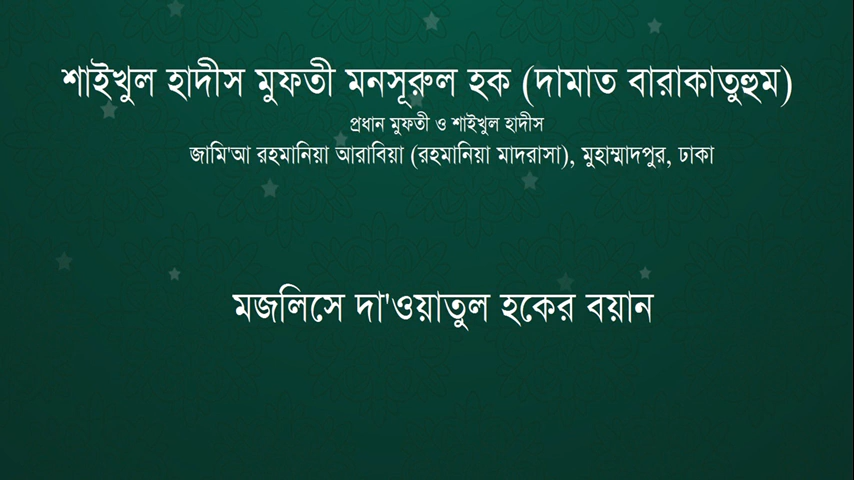 শাইখুল হাদীস মুফতী মনসূরুল হক (দামাত বারাকাতুহুম)
প্রধান মুফতী ও শাইখুল হাদীস
জামি'আ রহমানিয়া আরাবিয়া (রহমানিয়া মাদরাসা), মুহাম্মাদপুর, ঢাকা
মজলিসে দা'ওয়াতুল হকের বয়ান